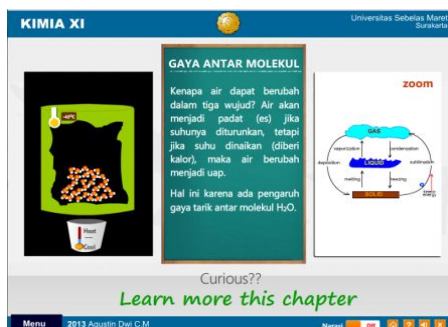 KIMIA XI
Universitas Sebelas Maret
Surakarta
GAYA ANTAR MOLEKUL
Kenapa air dapat berubah
dalam tiga wujud? Air akan
menjadi padat (es) jika
suhunya diturunkan, tetapi
jika suhu dinaikan (diberi
kalor), maka air berubah
menjadi uap.
Hal ini karena ada pengaruh
gaya tarik antar molekul H₂O.
Heat
Cool
zoom
GAS
vaporization
condensation
deposition
LIQUID
sublimation
melting
freezing
SOLID
energy
Curious??
Learn more this chapter
Menu
2013 Agustin Dwi C.M
Narasi
Off